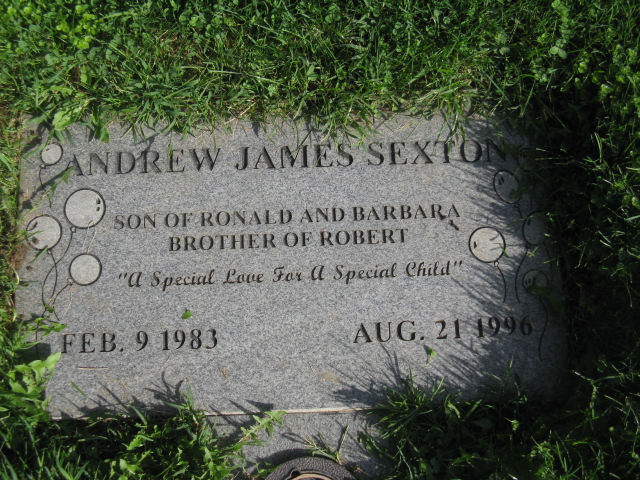 ANDREW JAMES SEXTON
SON OF RONALD AND BARBARA
BROTHER OF ROBERT
"A Special Love For A Special Child"
FEB. 9 1983 AUG. 21 1996